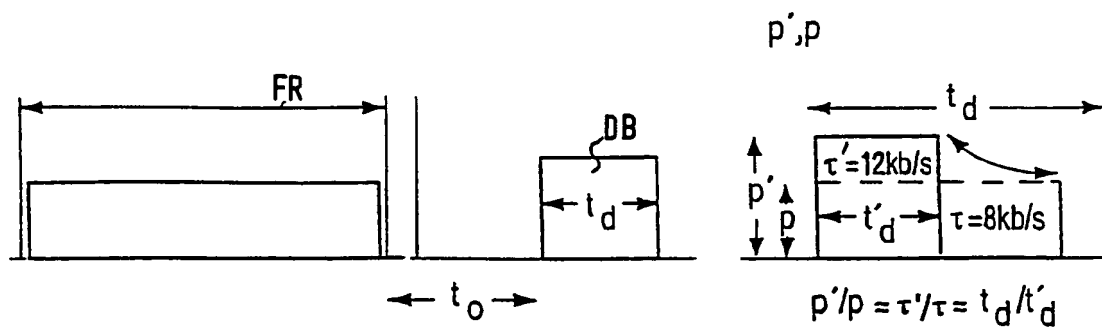 p′,p
FR
t_d
DB
τ′=12kb/s
p′
p
t_d
t′_d
τ=8kb/s
t_o
p′/p = τ′/τ = t_d/t′_d